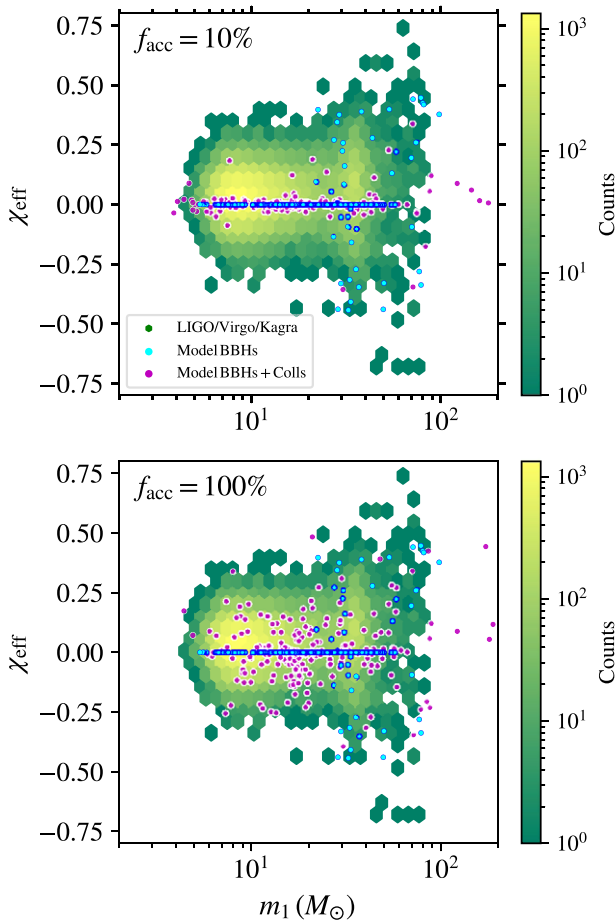 f_acc = 10%
0.75
0.50
0.25
0.00
−0.25
−0.50
−0.75
χ_eff
LIGO/Virgo/Kagra
Model BBHs
Model BBHs + Colls
10^1
10^2
10^3
10^2
10^1
10^0
Counts
f_acc = 100%
0.75
0.50
0.25
0.00
−0.25
−0.50
−0.75
χ_eff
10^1
10^2
m_1 (M_⊙)
10^3
10^2
10^1
10^0
Counts